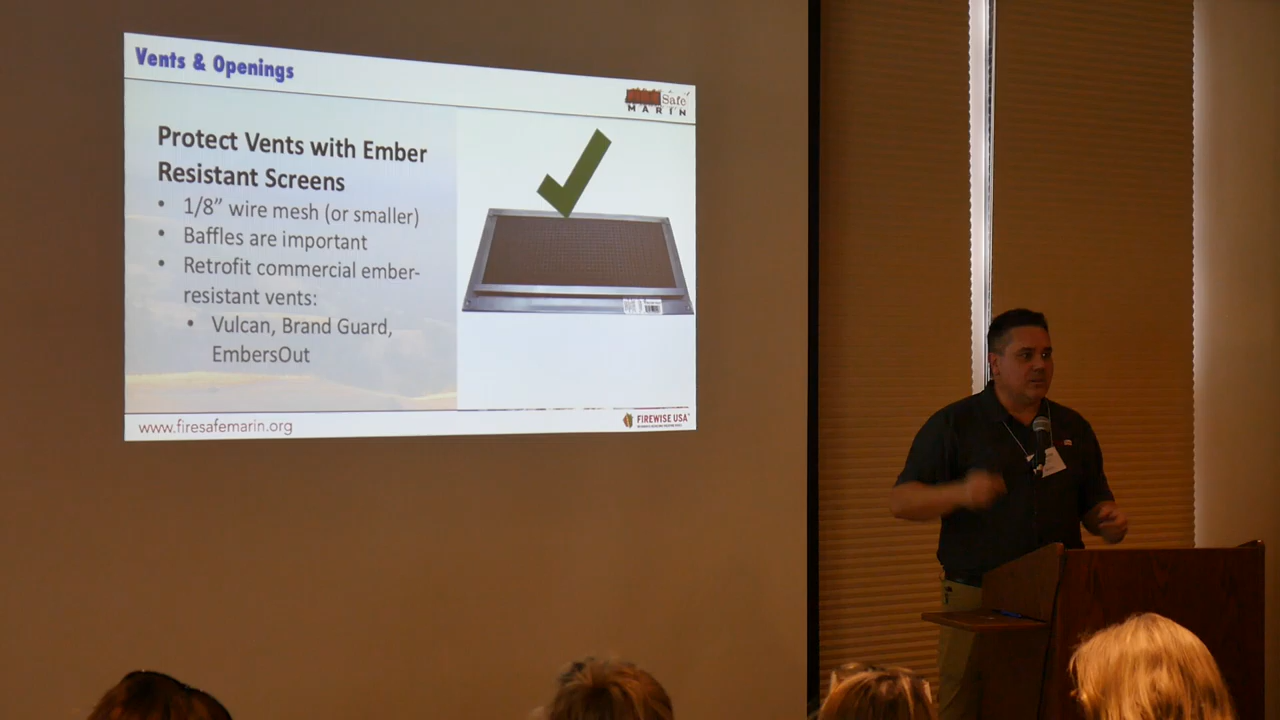 Vents & Openings
Safe
MARIN
Protect Vents with Ember
Resistant Screens
• 1/8” wire mesh (or smaller)
• Baffles are important
• Retrofit commercial ember-
resistant vents:
• Vulcan, Brand Guard,
EmbersOut
www.firesafemarin.org
FIREWISE USA